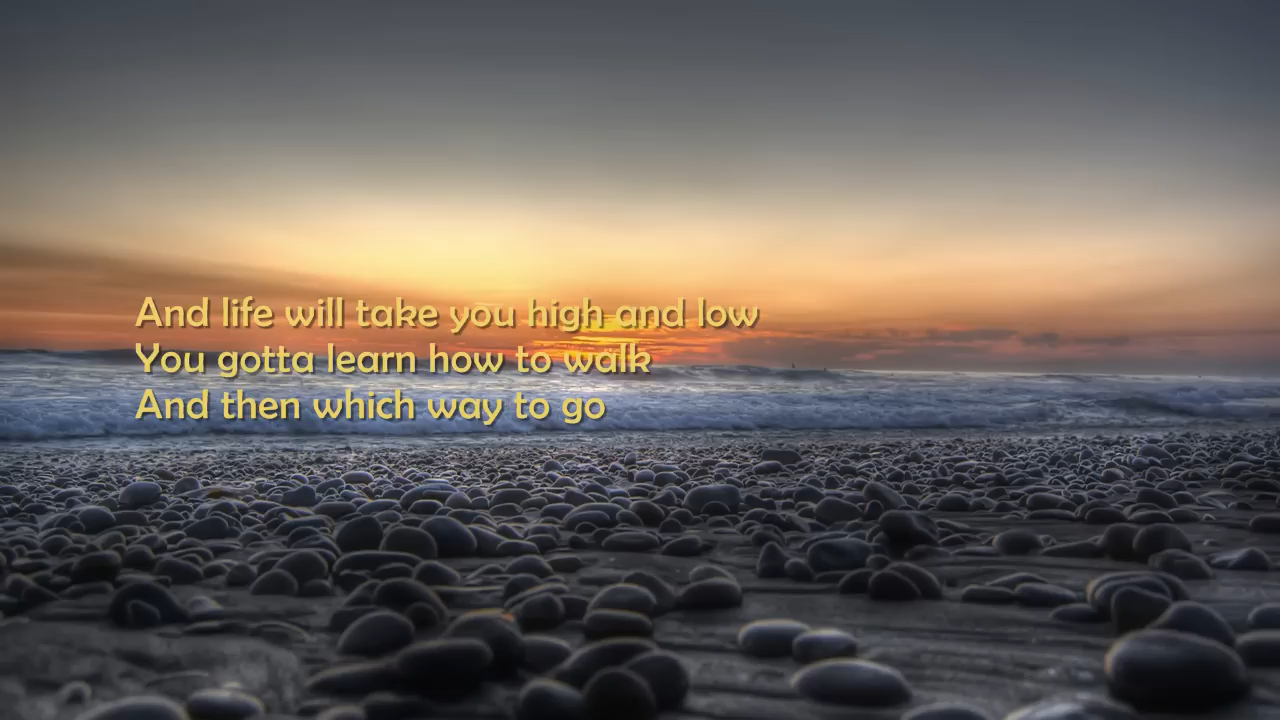 And life will take you high and low
You gotta learn how to walk
And then which way to go